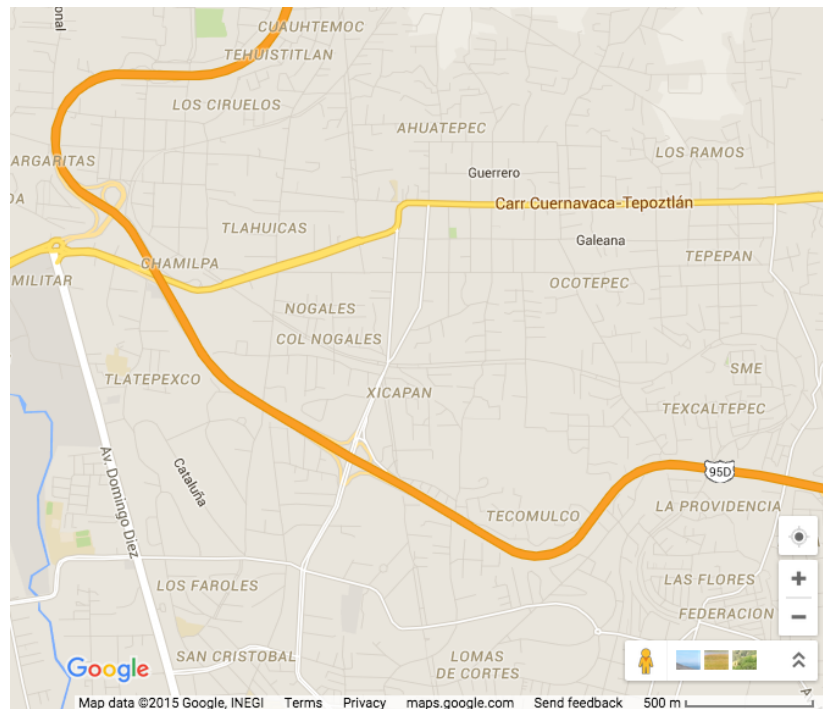 onal
CUAUHTEMOC
TEHUISTITLAN
LOS CIRUELOS
AHUATEPEC
LOS RAMOS
ARGARITAS
Guerrero
DA
Carr Cuernavaca-Tepoztlán
TLAHUICAS
Galeana
TEPEPAN
CHAMILPA
MILITAR
OCOTEPEC
NOGALES
COL NOGALES
SME
TLATEPEXCO
XICAPAN
TEXCALTEPEC
Av. Domingo Diez
Cataluña
95D
TECOMULCO
LA PROVIDENCIA
LOS FAROLES
LAS FLORES
FEDERACION
SAN CRISTOBAL
LOMAS
DE CORTES
Google
Map data ©2015 Google, INEGI Terms Privacy maps.google.com Send feedback 500 m